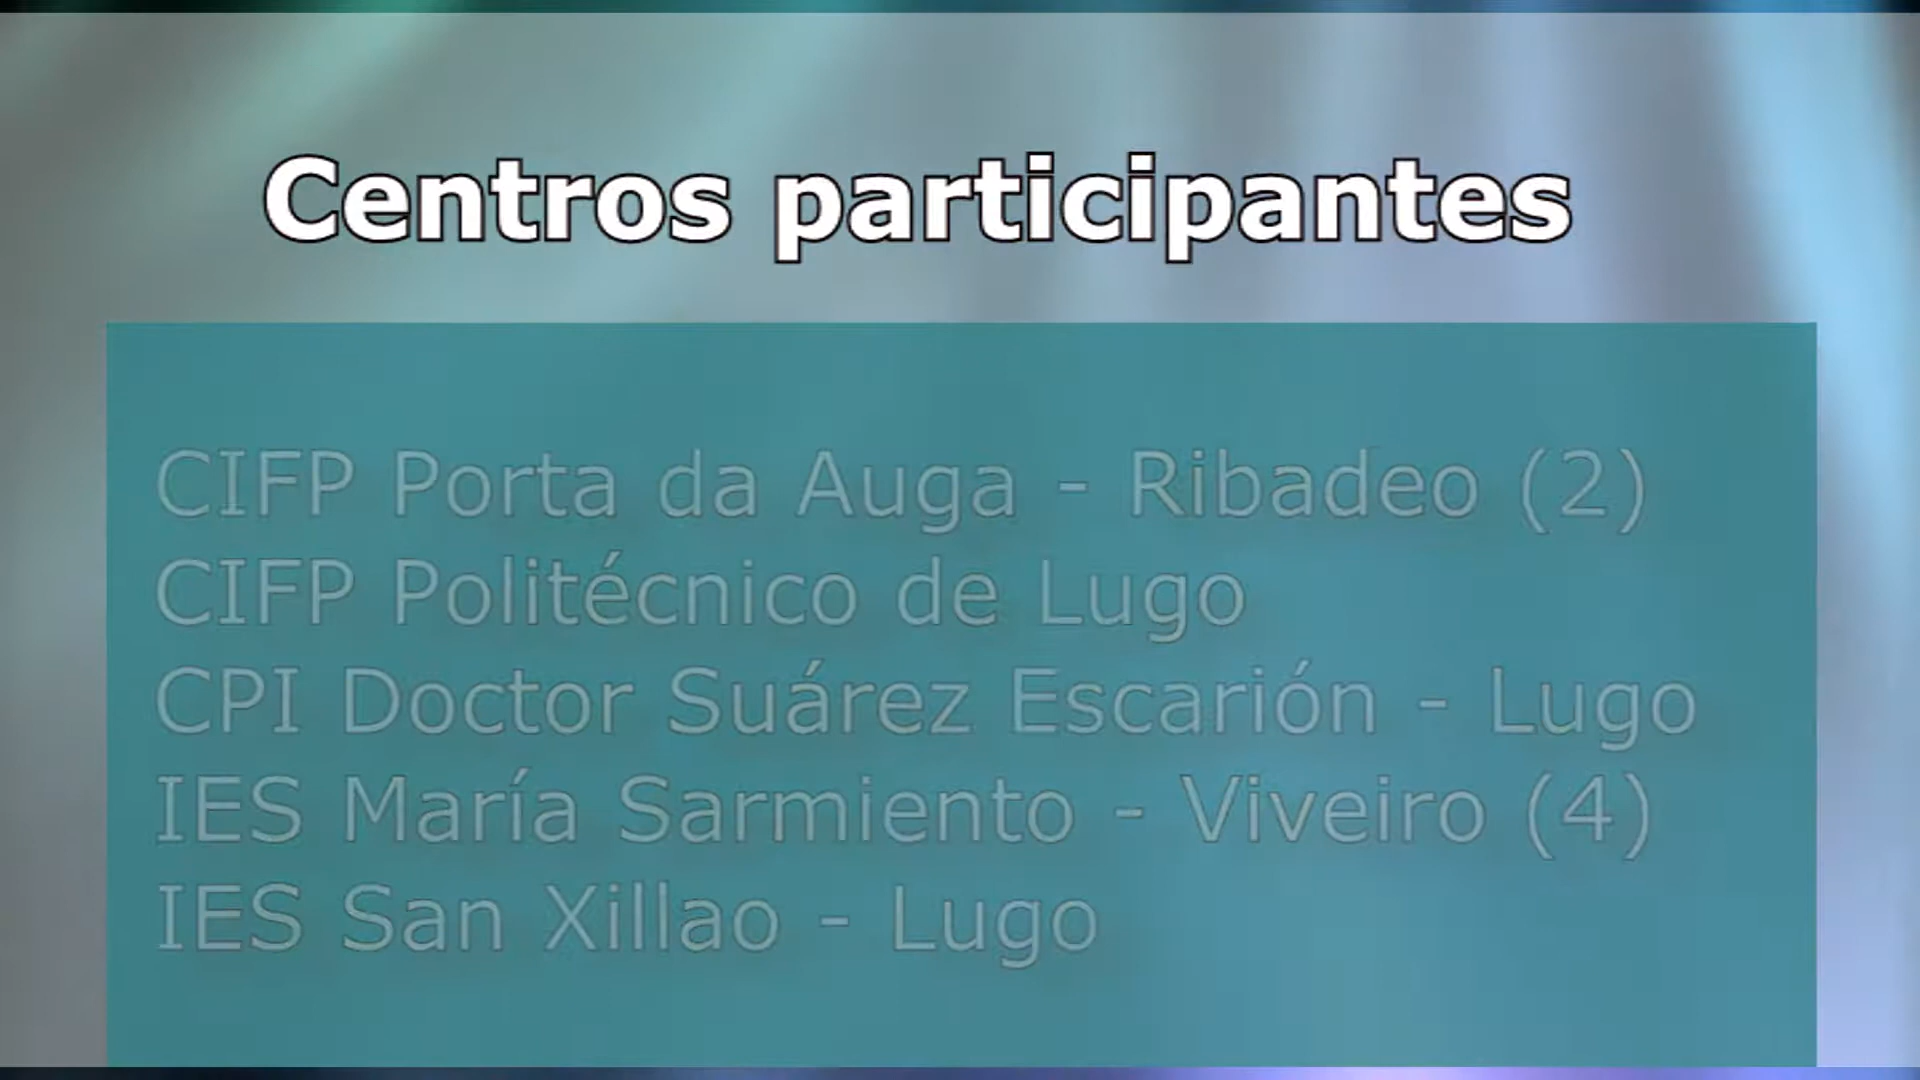 Centros participantes
CIFP Porta da Auga - Ribadeo (2)
CIFP Politécnico de Lugo
CPI Doctor Suárez Escarión - Lugo
IES María Sarmiento - Viveiro (4)
IES San Xillao - Lugo